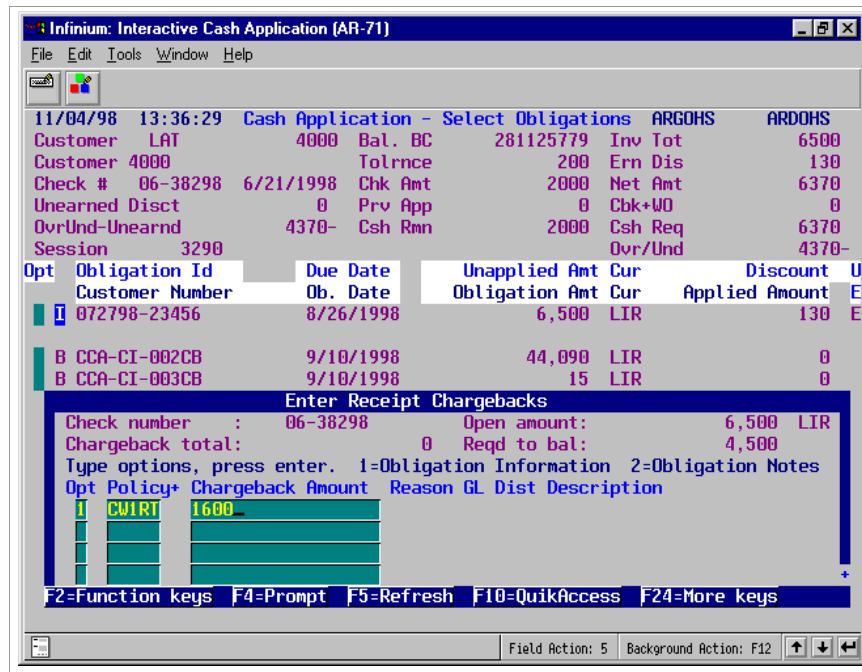 Infinium: Interactive Cash Application (AR-71)
File Edit Tools Window Help
11/04/98 13:36:29 Cash Application - Select Obligations ARGOHS ARDOHS
Customer LAT 4000 Bal. BC 281125779 Inv Tot 6500
Customer 4000 Tolrnce 200 Ern Dis 130
Check # 06-38298 6/21/1998 Chk Amt 2000 Net Amt 6370
Unearned Disct 0 Prv App 0 Cbk+WO 0
OvrUnd-Unearnd 4370- Csh Rmn 2000 Csh Req 6370
Session 3290 Ovr/Und 4370-
Opt Obligation Id Due Date Unapplied Amt Cur Discount U
Customer Number Ob. Date Obligation Amt Cur Applied Amount E
I 072798-23456 8/26/1998 6,500 LIR 130 E
B CCA-CI-002CB 9/10/1998 44,090 LIR 0
B CCA-CI-003CB 9/10/1998 15 LIR 0
Enter Receipt Chargebacks
Check number : 06-38298 Open amount: 6,500 LIR
Chargeback total: 0 Reqd to bal: 4,500
Type options, press enter. 1=Obligation Information 2=Obligation Notes
Opt Policy+ Chargeback Amount Reason GL Dist Description
1 CW1RT 1600_
+
F2=Function keys F4=Prompt F5=Refresh F10=QuikAccess F24=More keys
Field Action: 5 Background Action: F12